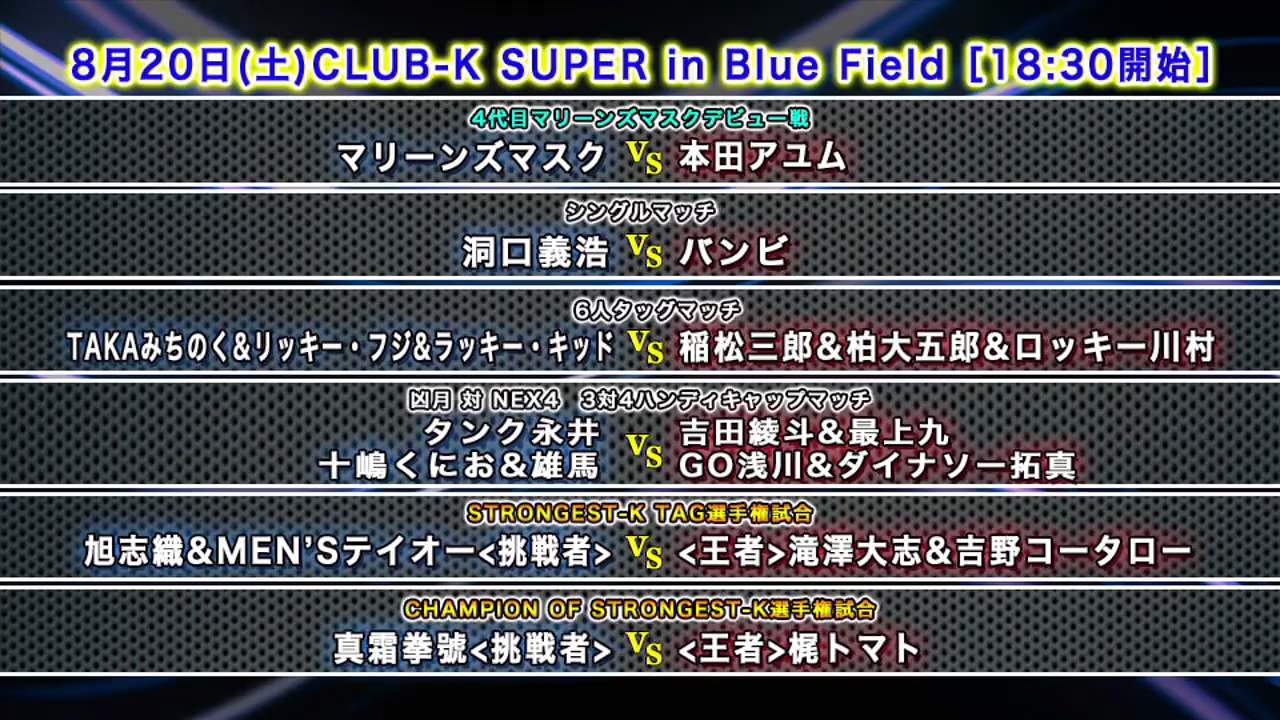 8月20日(土)CLUB-K SUPER in Blue Field [18:30開始]
4代目マリーンズマスクデビュー戦
マリーンズマスク VS 本田アユム
シングルマッチ
洞口義浩 VS バンビ
6人タッグマッチ
TAKAみちのく&リッキー・フジ&ラッキー・キッド VS 稲松三郎&柏大五郎&ロッキー川村
凶月 対 NEX4 3対4ハンディキャップマッチ
タンク永井 VS 吉田綾斗&最上九
十嶋くにお&雄馬 GO浅川&ダイナソー拓真
STRONGEST-K TAG選手権試合
旭志織&MEN'Sテイオー<挑戦者> VS <王者>滝澤大志&吉野コータロー
CHAMPION OF STRONGEST-K選手権試合
真霜拳號<挑戦者> VS <王者>梶トマト